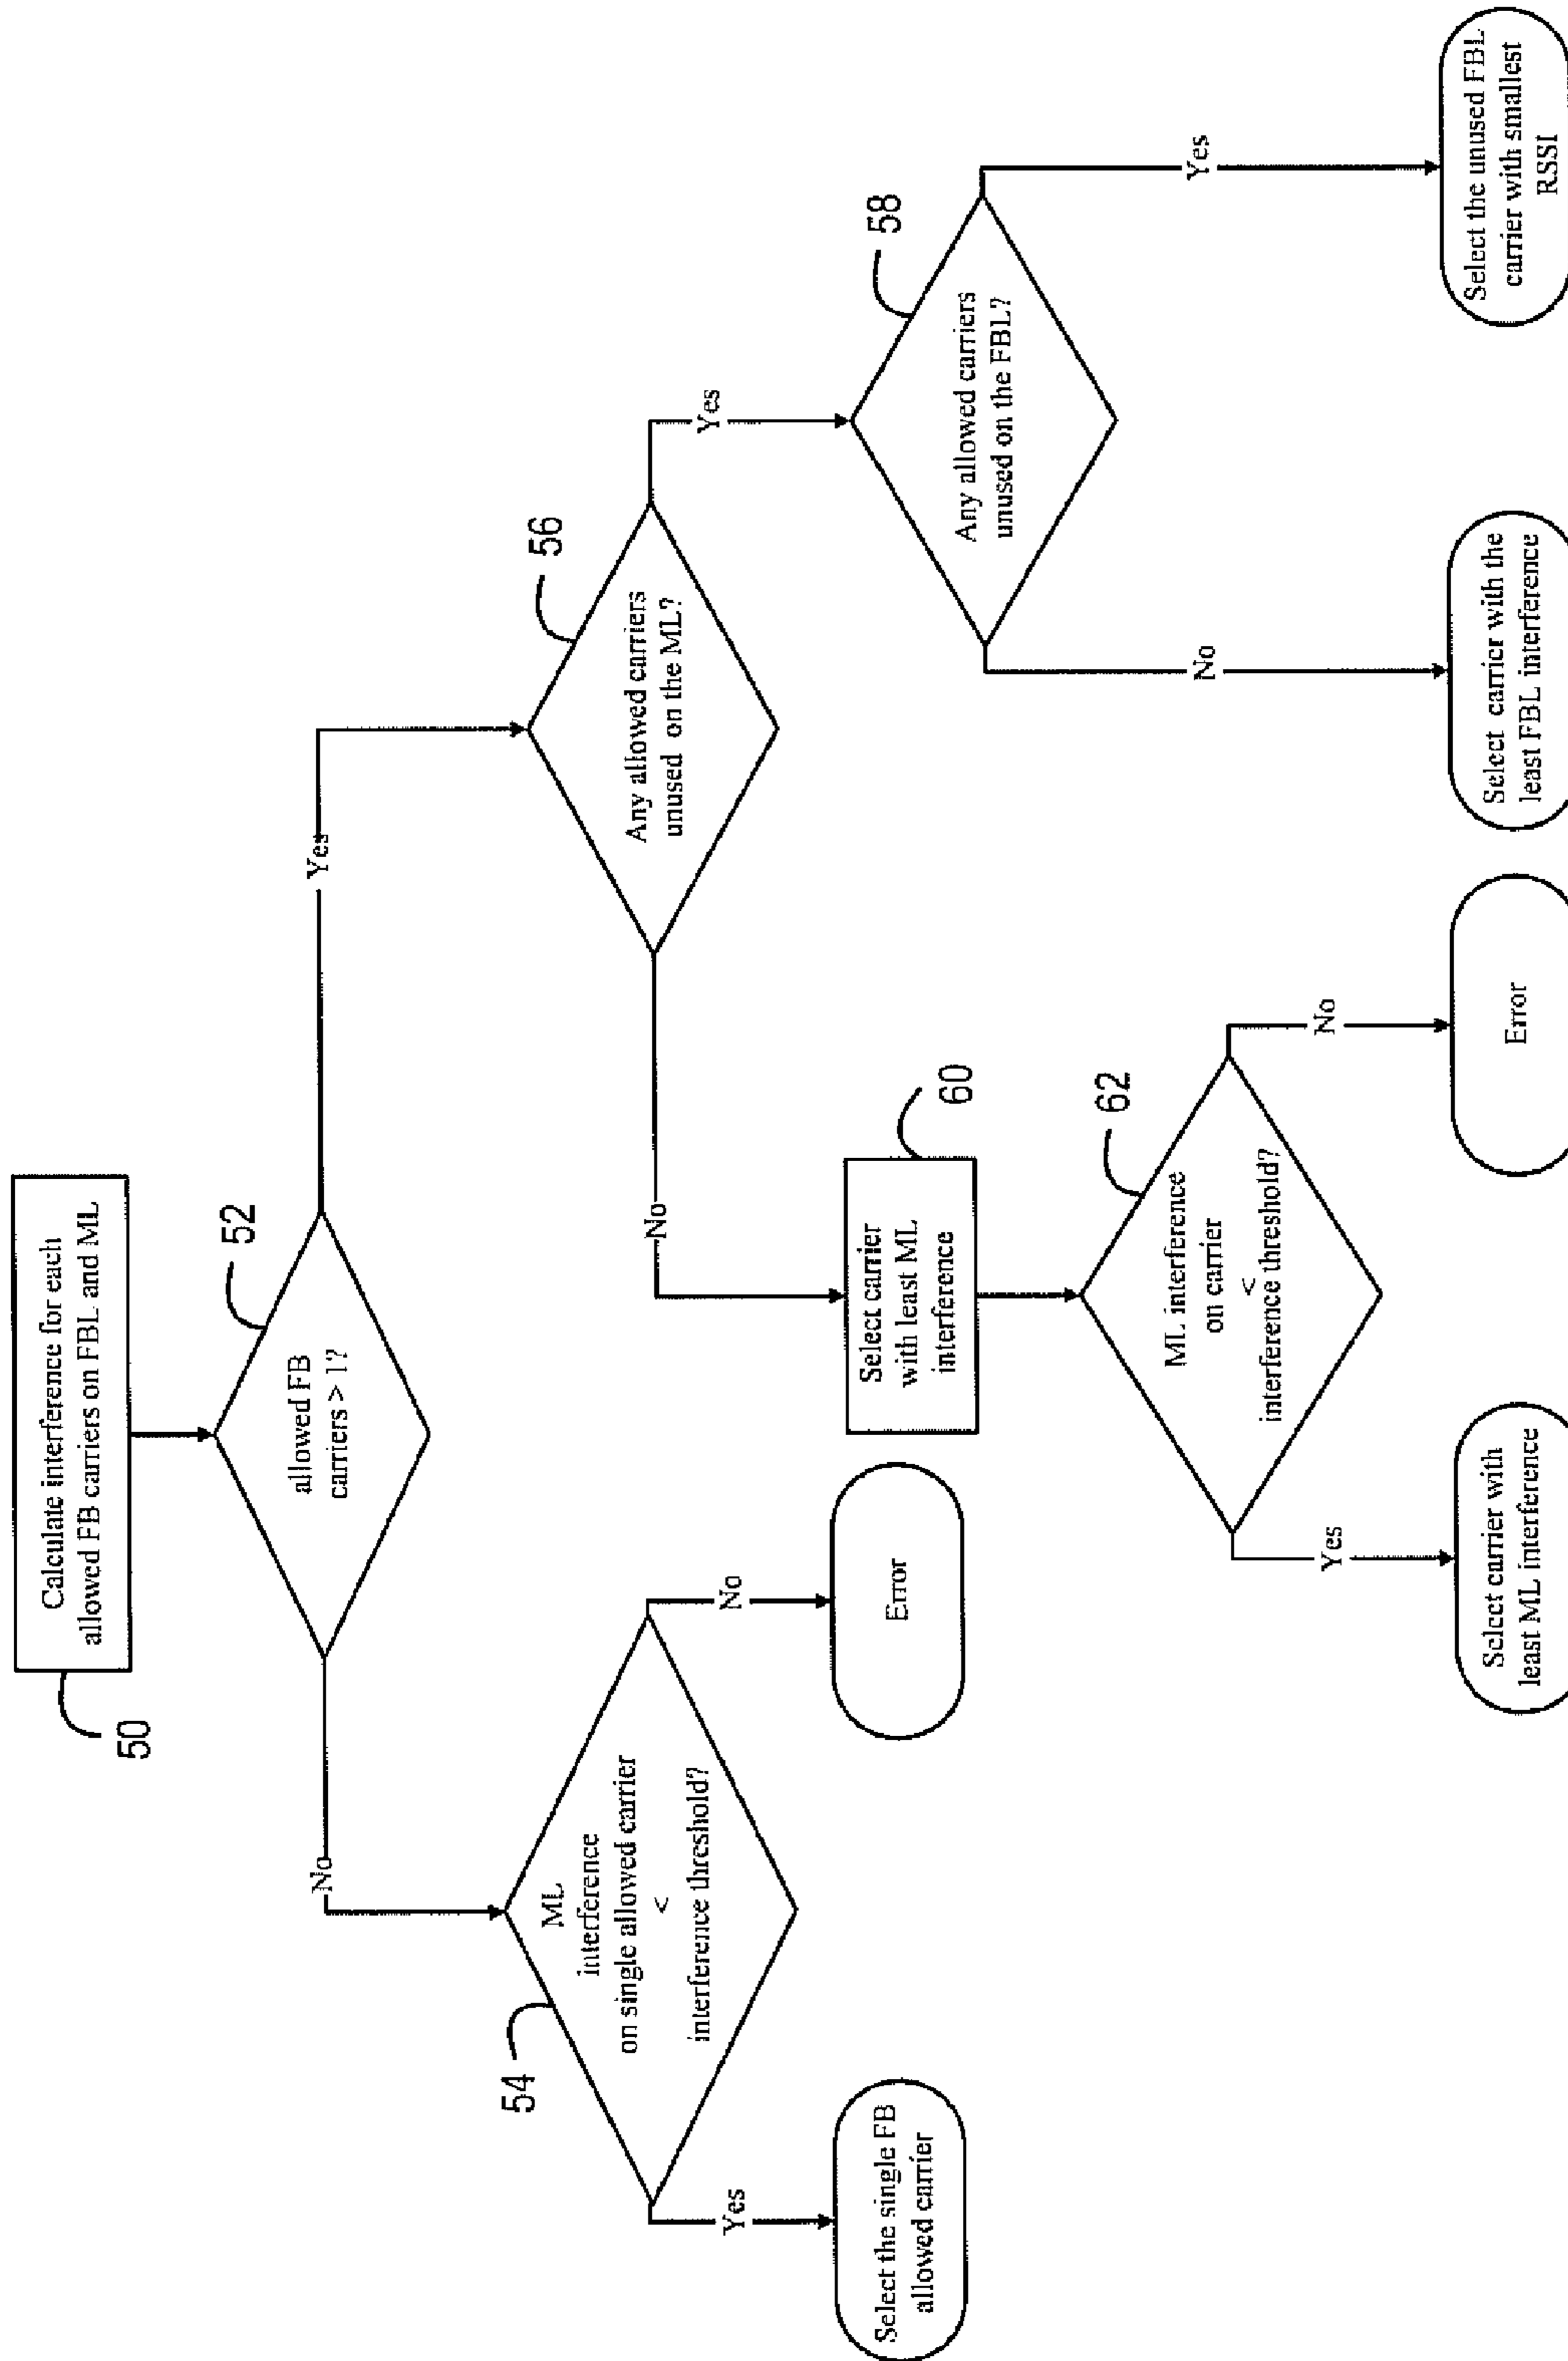 Calculate interference for each
allowed FB carriers on FBL and ML
50
allowed FB
carriers > 1?
52
No
Yes
ML
interference
on single allowed carrier
<
interference threshold?
54
Any allowed carriers
unused on the ML?
56
Yes
No
No
Yes
Select the single FB
allowed carrier
Error
Select carrier
with least ML
interference
60
Any allowed carriers
unused on the FBL?
58
ML interference
on carrier
<
interference threshold?
62
Yes
No
No
Yes
Select carrier with
least ML interference
Error
Select carrier with the
least FBL interference
Select the unused FBL
carrier with smallest
RSSI